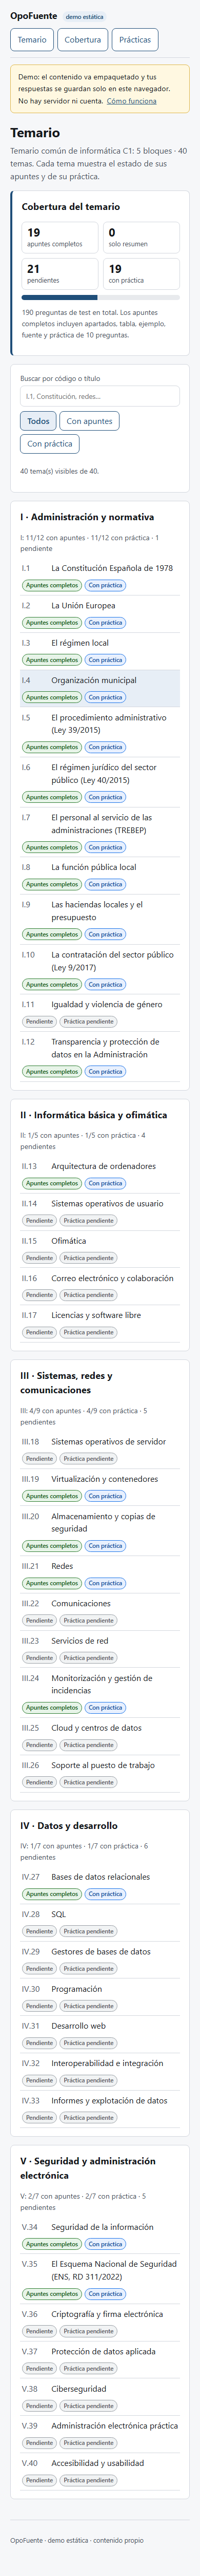 OpoFuente demo estática
Temario Cobertura Prácticas
Demo: el contenido va empaquetado y tus
respuestas se guardan solo en este navegador.
No hay servidor ni cuenta. Cómo funciona
Temario
Temario común de informática C1: 5 bloques · 40
temas. Cada tema muestra el estado de sus
apuntes y de su práctica.
Cobertura del temario
19
apuntes completos
0
solo resumen
21
pendientes
19
con práctica
190 preguntas de test en total. Los apuntes
completos incluyen apartados, tabla, ejemplo,
fuente y práctica de 10 preguntas.
Buscar por código o título
I.1, Constitución, redes...
Todos Con apuntes
Con práctica
40 tema(s) visibles de 40.
I · Administración y normativa
I: 11/12 con apuntes · 11/12 con práctica · 1
pendiente
I.1 La Constitución Española de 1978
Apuntes completos Con práctica
I.2 La Unión Europea
Apuntes completos Con práctica
I.3 El régimen local
Apuntes completos Con práctica
I.4 Organización municipal
Apuntes completos Con práctica
I.5 El procedimiento administrativo
(Ley 39/2015)
Apuntes completos Con práctica
I.6 El régimen jurídico del sector
público (Ley 40/2015)
Apuntes completos Con práctica
I.7 El personal al servicio de las
administraciones (TREBEP)
Apuntes completos Con práctica
I.8 La función pública local
Apuntes completos Con práctica
I.9 Las haciendas locales y el
presupuesto
Apuntes completos Con práctica
I.10 La contratación del sector público
(Ley 9/2017)
Apuntes completos Con práctica
I.11 Igualdad y violencia de género
Pendiente Práctica pendiente
I.12 Transparencia y protección de
datos en la Administración
Apuntes completos Con práctica
II · Informática básica y ofimática
II: 1/5 con apuntes · 1/5 con práctica · 4
pendientes
II.13 Arquitectura de ordenadores
Apuntes completos Con práctica
II.14 Sistemas operativos de usuario
Pendiente Práctica pendiente
II.15 Ofimática
Pendiente Práctica pendiente
II.16 Correo electrónico y colaboración
Pendiente Práctica pendiente
II.17 Licencias y software libre
Pendiente Práctica pendiente
III · Sistemas, redes y
comunicaciones
III: 4/9 con apuntes · 4/9 con práctica · 5
pendientes
III.18 Sistemas operativos de servidor
Pendiente Práctica pendiente
III.19 Virtualización y contenedores
Apuntes completos Con práctica
III.20 Almacenamiento y copias de
seguridad
Apuntes completos Con práctica
III.21 Redes
Apuntes completos Con práctica
III.22 Comunicaciones
Pendiente Práctica pendiente
III.23 Servicios de red
Pendiente Práctica pendiente
III.24 Monitorización y gestión de
incidencias
Apuntes completos Con práctica
III.25 Cloud y centros de datos
Pendiente Práctica pendiente
III.26 Soporte al puesto de trabajo
Pendiente Práctica pendiente
IV · Datos y desarrollo
IV: 1/7 con apuntes · 1/7 con práctica · 6
pendientes
IV.27 Bases de datos relacionales
Apuntes completos Con práctica
IV.28 SQL
Pendiente Práctica pendiente
IV.29 Gestores de bases de datos
Pendiente Práctica pendiente
IV.30 Programación
Pendiente Práctica pendiente
IV.31 Desarrollo web
Pendiente Práctica pendiente
IV.32 Interoperabilidad e integración
Pendiente Práctica pendiente
IV.33 Informes y explotación de datos
Pendiente Práctica pendiente
V · Seguridad y administración
electrónica
V: 2/7 con apuntes · 2/7 con práctica · 5
pendientes
V.34 Seguridad de la información
Apuntes completos Con práctica
V.35 El Esquema Nacional de Seguridad
(ENS, RD 311/2022)
Apuntes completos Con práctica
V.36 Criptografía y firma electrónica
Pendiente Práctica pendiente
V.37 Protección de datos aplicada
Pendiente Práctica pendiente
V.38 Ciberseguridad
Pendiente Práctica pendiente
V.39 Administración electrónica práctica
Pendiente Práctica pendiente
V.40 Accesibilidad y usabilidad
Pendiente Práctica pendiente
OpoFuente · demo estática · contenido propio